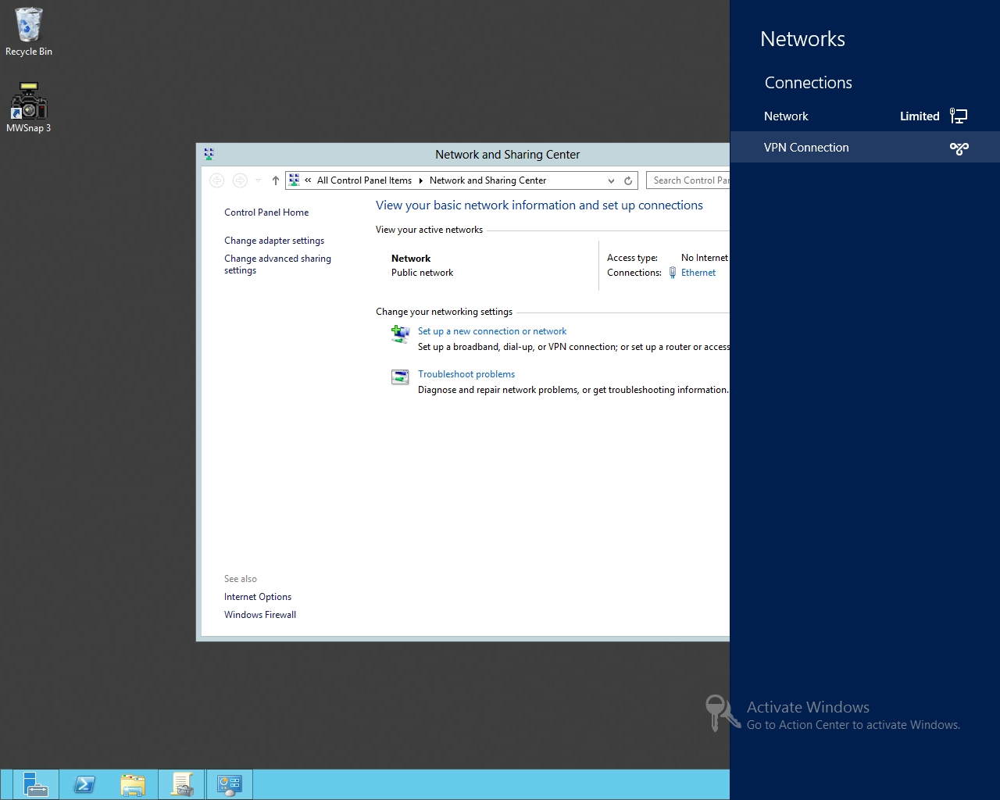 Recycle Bin
MWSnap 3
Network and Sharing Center
« All Control Panel Items Network and Sharing Center
Search Control Pa
Control Panel Home
Change adapter settings
Change advanced sharing
settings
View your basic network information and set up connections
View your active networks
Network
Public network
Access type: No Internet
Connections: Ethernet
Change your networking settings
Set up a new connection or network
Set up a broadband, dial-up, or VPN connection; or set up a router or access
Troubleshoot problems
Diagnose and repair network problems, or get troubleshooting information.
See also
Internet Options
Windows Firewall
Networks
Connections
Network Limited
VPN Connection
Activate Windows
Go to Action Center to activate Windows.